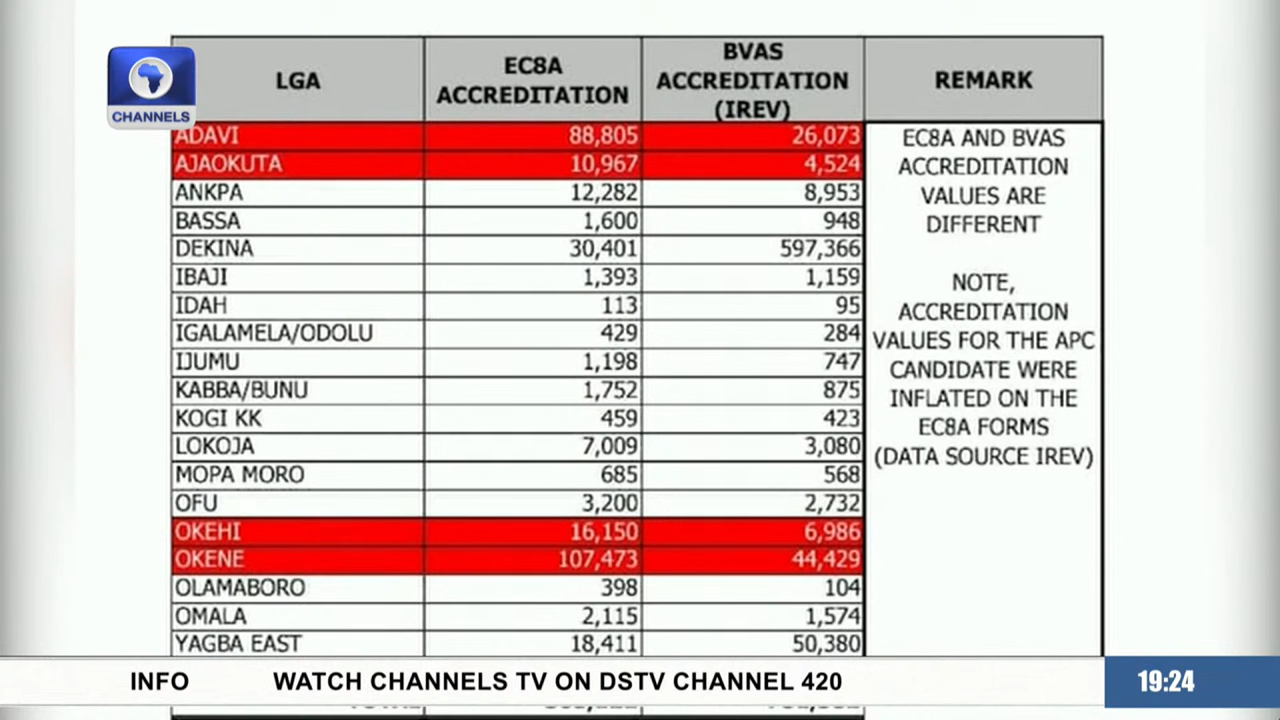 CHANNELS
LGA EC8A ACCREDITATION BVAS ACCREDITATION (IREV) REMARK
ADAVI 88,805 26,073
AJAOKUTA 10,967 4,524
ANKPA 12,282 8,953
BASSA 1,600 948
DEKINA 30,401 597,366
IBAJI 1,393 1,159
IDAH 113 95
IGALAMELA/ODOLU 429 284
IJUMU 1,198 747
KABBA/BUNU 1,752 875
KOGI KK 459 423
LOKOJA 7,009 3,080
MOPA MORO 685 568
OFU 3,200 2,732
OKEHI 16,150 6,986
OKENE 107,473 44,429
OLAMABORO 398 104
OMALA 2,115 1,574
YAGBA EAST 18,411 50,380
EC8A AND BVAS
ACCREDITATION
VALUES ARE
DIFFERENT
NOTE,
ACCREDITATION
VALUES FOR THE APC
CANDIDATE WERE
INFLATED ON THE
EC8A FORMS
(DATA SOURCE IREV)
INFO WATCH CHANNELS TV ON DSTV CHANNEL 420 19:24